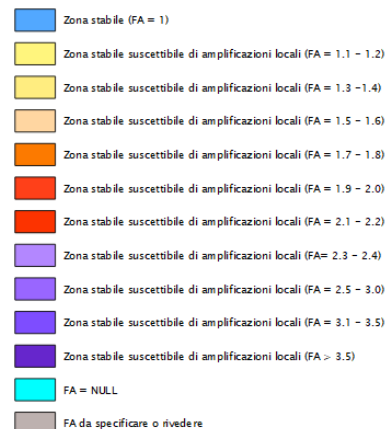 Zona stabile (FA = 1)
Zona stabile suscettibile di amplificazioni locali (FA = 1.1 - 1.2)
Zona stabile suscettibile di amplificazioni locali (FA = 1.3 -1.4)
Zona stabile suscettibile di amplificazioni locali (FA = 1.5 - 1.6)
Zona stabile suscettibile di amplificazioni locali (FA = 1.7 - 1.8)
Zona stabile suscettibile di amplificazioni locali (FA = 1.9 - 2.0)
Zona stabile suscettibile di amplificazioni locali (FA = 2.1 - 2.2)
Zona stabile suscettibile di amplificazioni locali (FA= 2.3 - 2.4)
Zona stabile suscettibile di amplificazioni locali (FA = 2.5 - 3.0)
Zona stabile suscettibile di amplificazioni locali (FA = 3.1 - 3.5)
Zona stabile suscettibile di amplificazioni locali (FA > 3.5)
FA = NULL
FA da specificare o rivedere